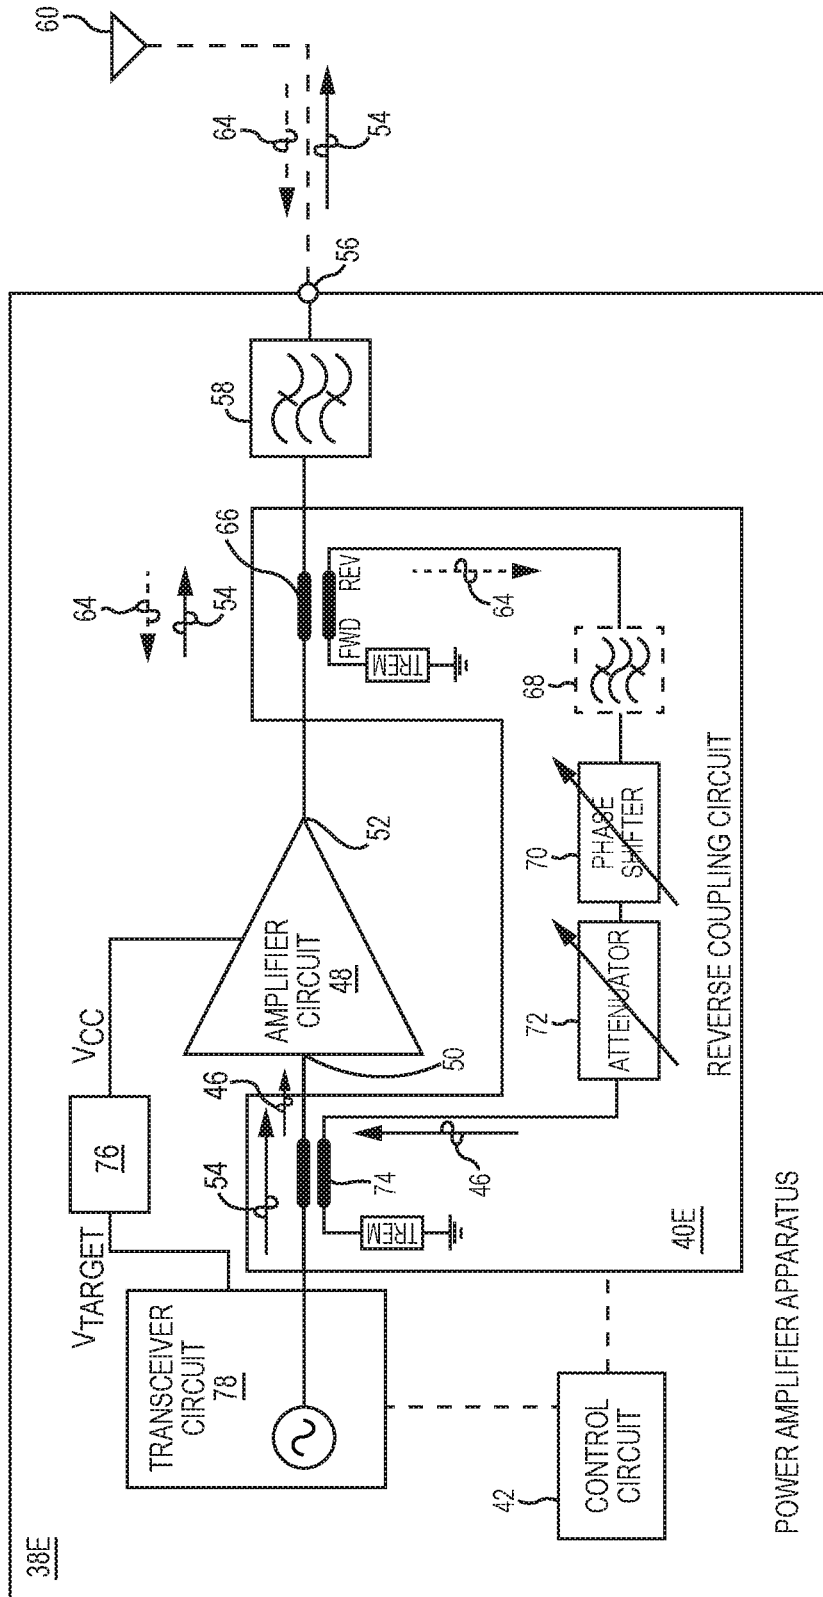 38E
TRANSCEIVER
CIRCUIT
78
VTARGET
76
VCC
54
46
50
AMPLIFIER
CIRCUIT
48
52
64
54
66
58
56
64
54
60
FWD
REV
TREM
64
68
70
PHASE
SHIFTER
72
ATTENUATOR
46
74
TREM
40E
REVERSE COUPLING CIRCUIT
42
CONTROL
CIRCUIT
POWER AMPLIFIER APPARATUS